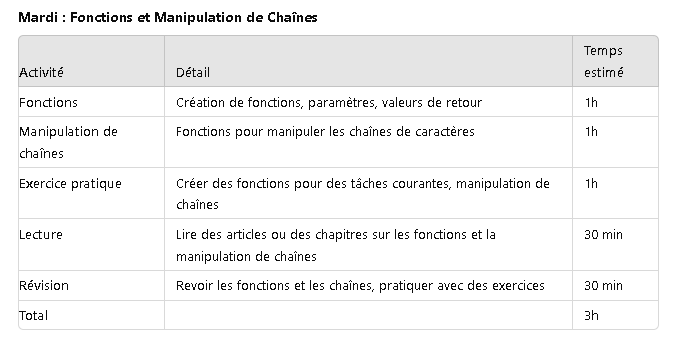 Mardi : Fonctions et Manipulation de Chaînes
Activité Détail Temps estimé
Fonctions Création de fonctions, paramètres, valeurs de retour 1h
Manipulation de chaînes Fonctions pour manipuler les chaînes de caractères 1h
Exercice pratique Créer des fonctions pour des tâches courantes, manipulation de chaînes 1h
Lecture Lire des articles ou des chapitres sur les fonctions et la manipulation de chaînes 30 min
Révision Revoir les fonctions et les chaînes, pratiquer avec des exercices 30 min
Total 3h